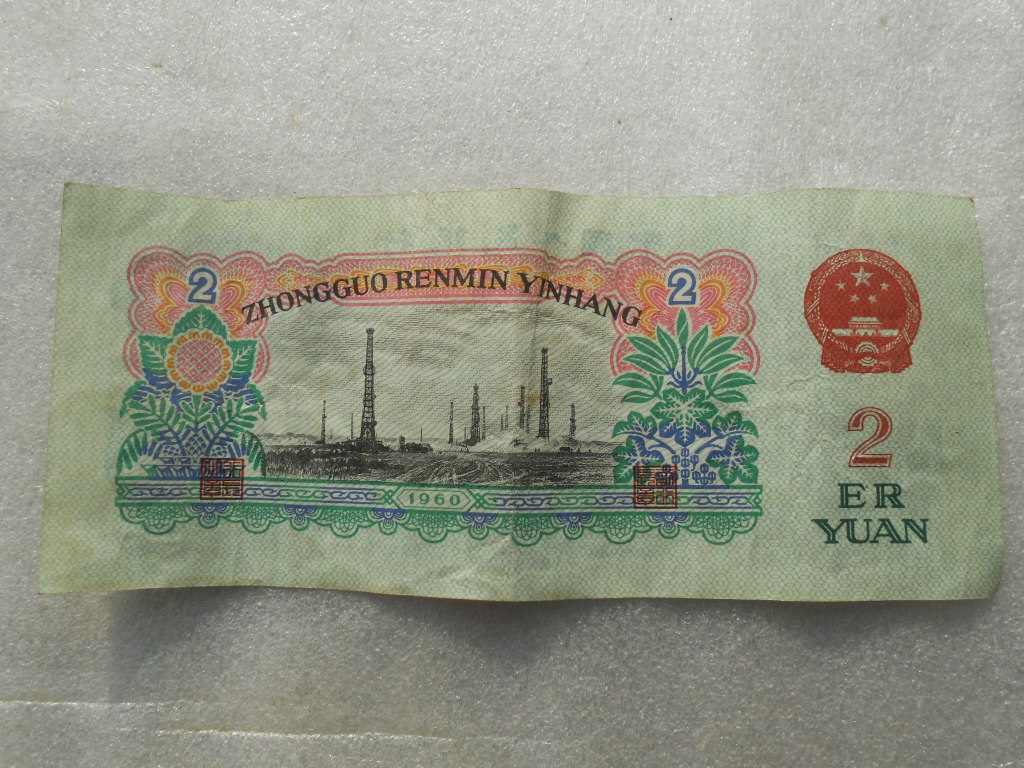 2 2
ZHONGGUO RENMIN YINHANG
1960
2
ER
YUAN